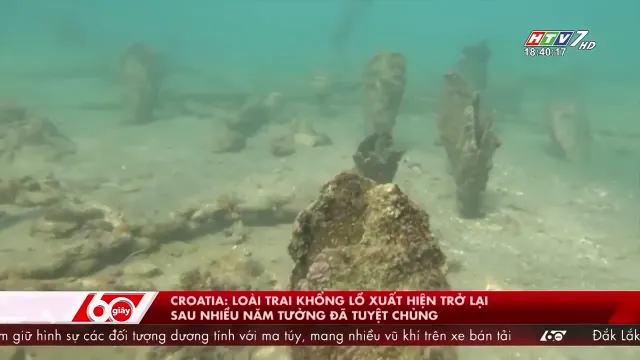 HTV7 HD
18:40:17
CROATIA: LOÀI TRAI KHỔNG LỒ XUẤT HIỆN TRỞ LẠI
SAU NHIỀU NĂM TƯỞNG ĐÃ TUYỆT CHỦNG
60 giây
m giữ hình sự các đối tượng dương tính với ma túy, mang nhiều vũ khí trên xe bán tải 60 Đắk Lắk